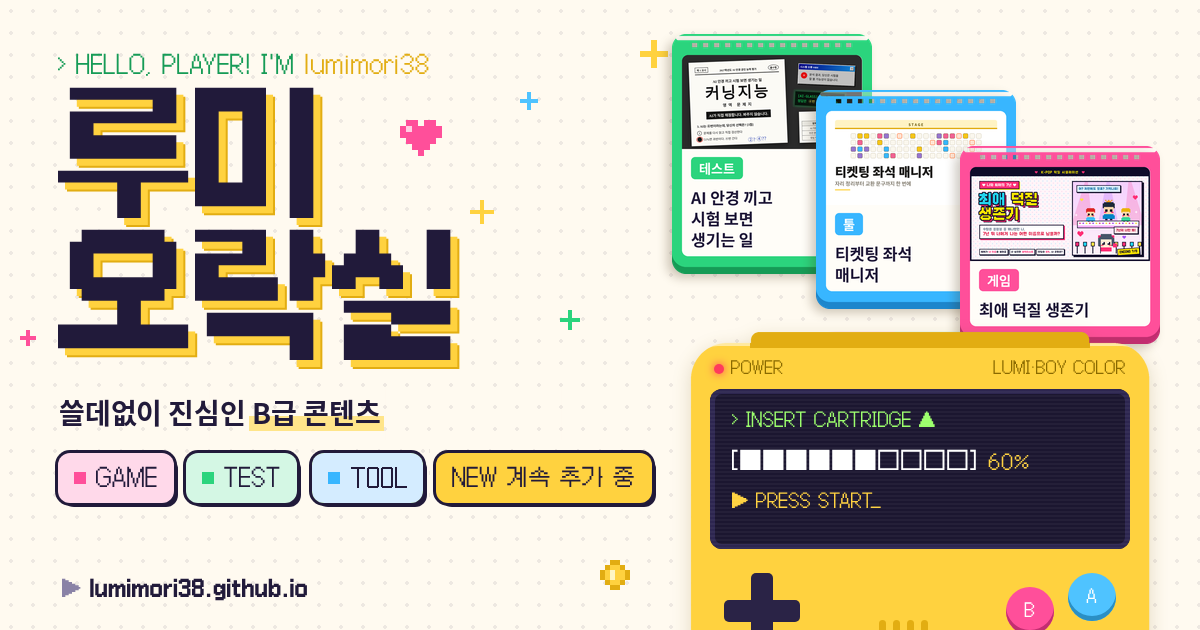 > HELLO, PLAYER! I'M lumimori38
루미
오락실
쓸데없이 진심인 B급 콘텐츠
GAME
TEST
TOOL
NEW 계속 추가 중
▶ lumimori38.github.io
커닝지능
테스트
AI 안경 끼고
시험 보면
생기는 일
STAGE
티켓팅 좌석 매니저
툴
티켓팅 좌석
매니저
최애 덕질
생존기
게임
최애 덕질 생존기
POWER
LUMI·BOY COLOR
> INSERT CARTRIDGE ▲
[■■■■■■□□□□] 60%
▶ PRESS START_
B
A